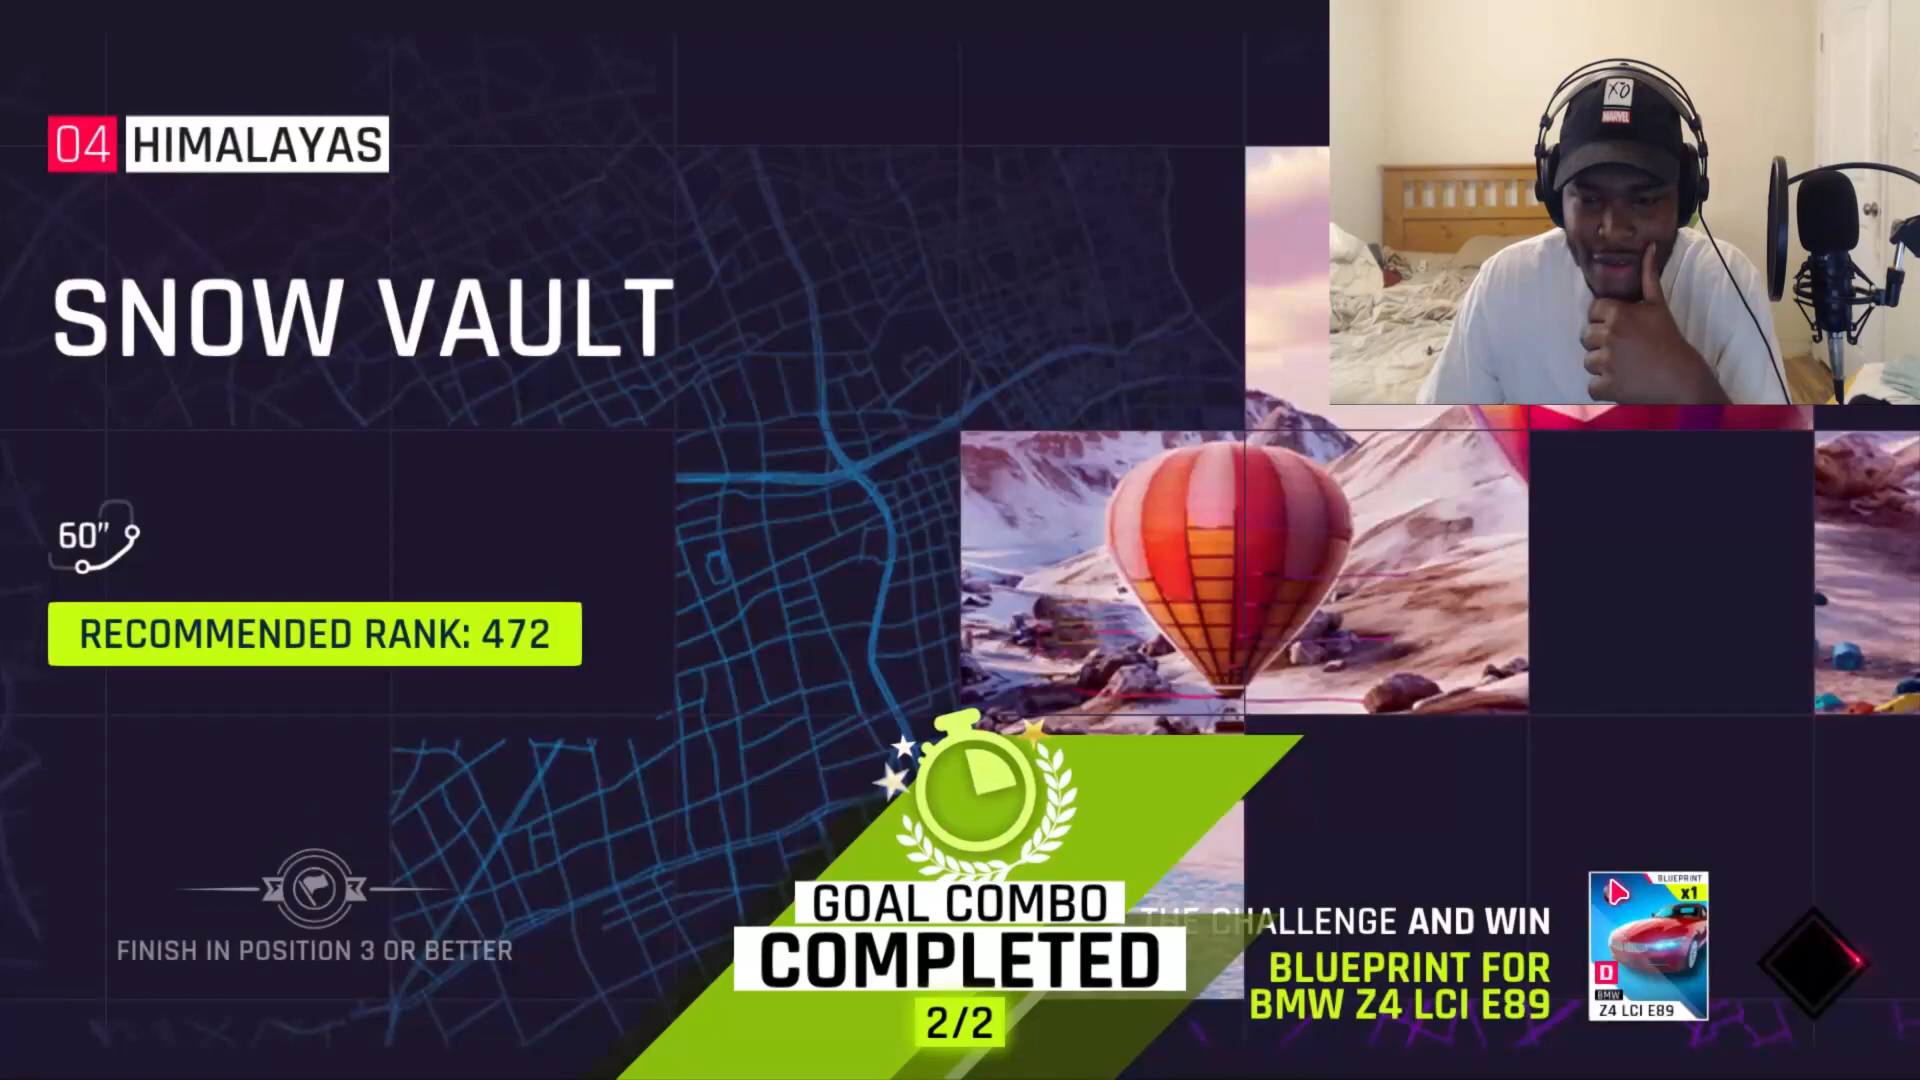 04 HIMALAYAS
XO
MARVEL
SNOW VAULT
60"
RECOMMENDED RANK: 472
GOAL COMBO
COMPLETED
2/2
FINISH IN POSITION 3 OR BETTER
THE CHALLENGE AND WIN
BLUEPRINT FOR
BMW Z4 LCI E89
BLUEPRINT
x1
D
BMW
Z4 LCI E89